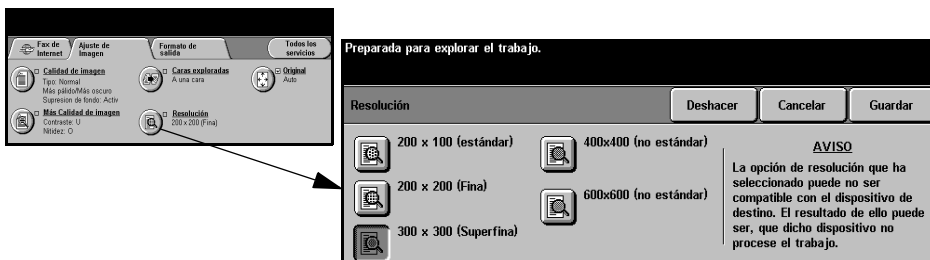 Fax de
Internet
Ajuste de
Imagen
Formato de
salida
Todos los
servicios
Calidad de imagen
Tipo: Normal
Más pálido/Más oscuro
Supresion de fondo: Activ
Caras exploradas
A una cara
Original
Auto
Más Calidad de imagen
Contraste: U
Nitidez: O
Resolución
200 x 200 (Fina)
Preparada para explorar el trabajo.
Resolución
Deshacer
Cancelar
Guardar
200 x 100 (estándar)
400x400 (no estándar)
200 x 200 (Fina)
600x600 (no estándar)
300 x 300 (Superfina)
AVISO
La opción de resolución que ha
seleccionado puede no ser
compatible con el dispositivo de
destino. El resultado de ello puede
ser, que dicho dispositivo no
procese el trabajo.